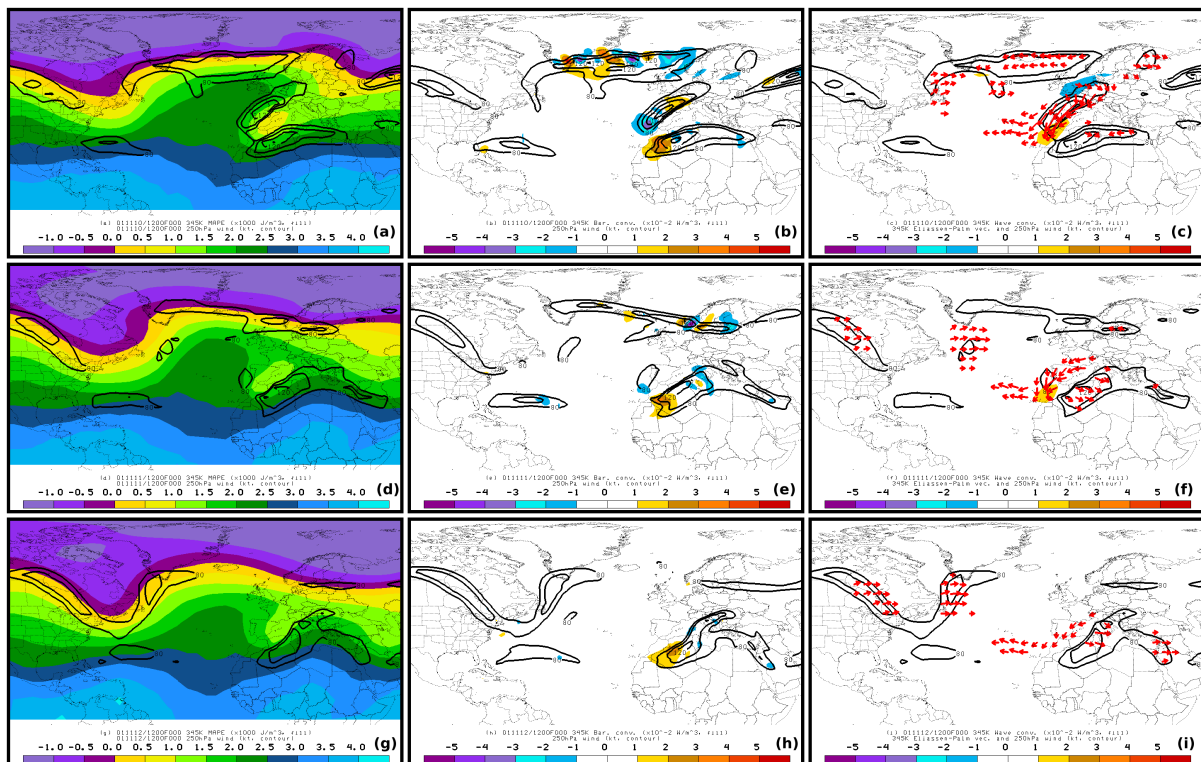 (a) 011110/1200F000 345K MAPE (×1000 J/m^3, fill)
011110/1200F000 250hPa wind (kt, contour)
-1.0 -0.5 0.0 0.5 1.0 1.5 2.0 2.5 3.0 3.5 4.0
(a)
(b) 011110/1200F000 345K Bar. conv. (×10^-2 W/m^3, fill)
250hPa wind (kt, contour)
-5 -4 -3 -2 -1 0 1 2 3 4 5
(b)
(c) 011110/1200F000 345K Wave conv. (×10^-2 W/m^3, fill)
345K Eliassen-Palm vec. and 250hPa wind (kt, contour)
-5 -4 -3 -2 -1 0 1 2 3 4 5
(c)
(d) 011111/1200F000 345K MAPE (×1000 J/m^3, fill)
011111/1200F000 250hPa wind (kt, contour)
-1.0 -0.5 0.0 0.5 1.0 1.5 2.0 2.5 3.0 3.5 4.0
(d)
(e) 011111/1200F000 345K Bar. conv. (×10^-2 W/m^3, fill)
250hPa wind (kt, contour)
-5 -4 -3 -2 -1 0 1 2 3 4 5
(e)
(f) 011111/1200F000 345K Wave conv. (×10^-2 W/m^3, fill)
345K Eliassen-Palm vec. and 250hPa wind (kt, contour)
-5 -4 -3 -2 -1 0 1 2 3 4 5
(f)
(g) 011112/1200F000 345K MAPE (×1000 J/m^3, fill)
011112/1200F000 250hPa wind (kt, contour)
-1.0 -0.5 0.0 0.5 1.0 1.5 2.0 2.5 3.0 3.5 4.0
(g)
(h) 011112/1200F000 345K Bar. conv. (×10^-2 W/m^3, fill)
250hPa wind (kt, contour)
-5 -4 -3 -2 -1 0 1 2 3 4 5
(h)
(i) 011112/1200F000 345K Wave conv. (×10^-2 W/m^3, fill)
345K Eliassen-Palm vec. and 250hPa wind (kt, contour)
-5 -4 -3 -2 -1 0 1 2 3 4 5
(i)